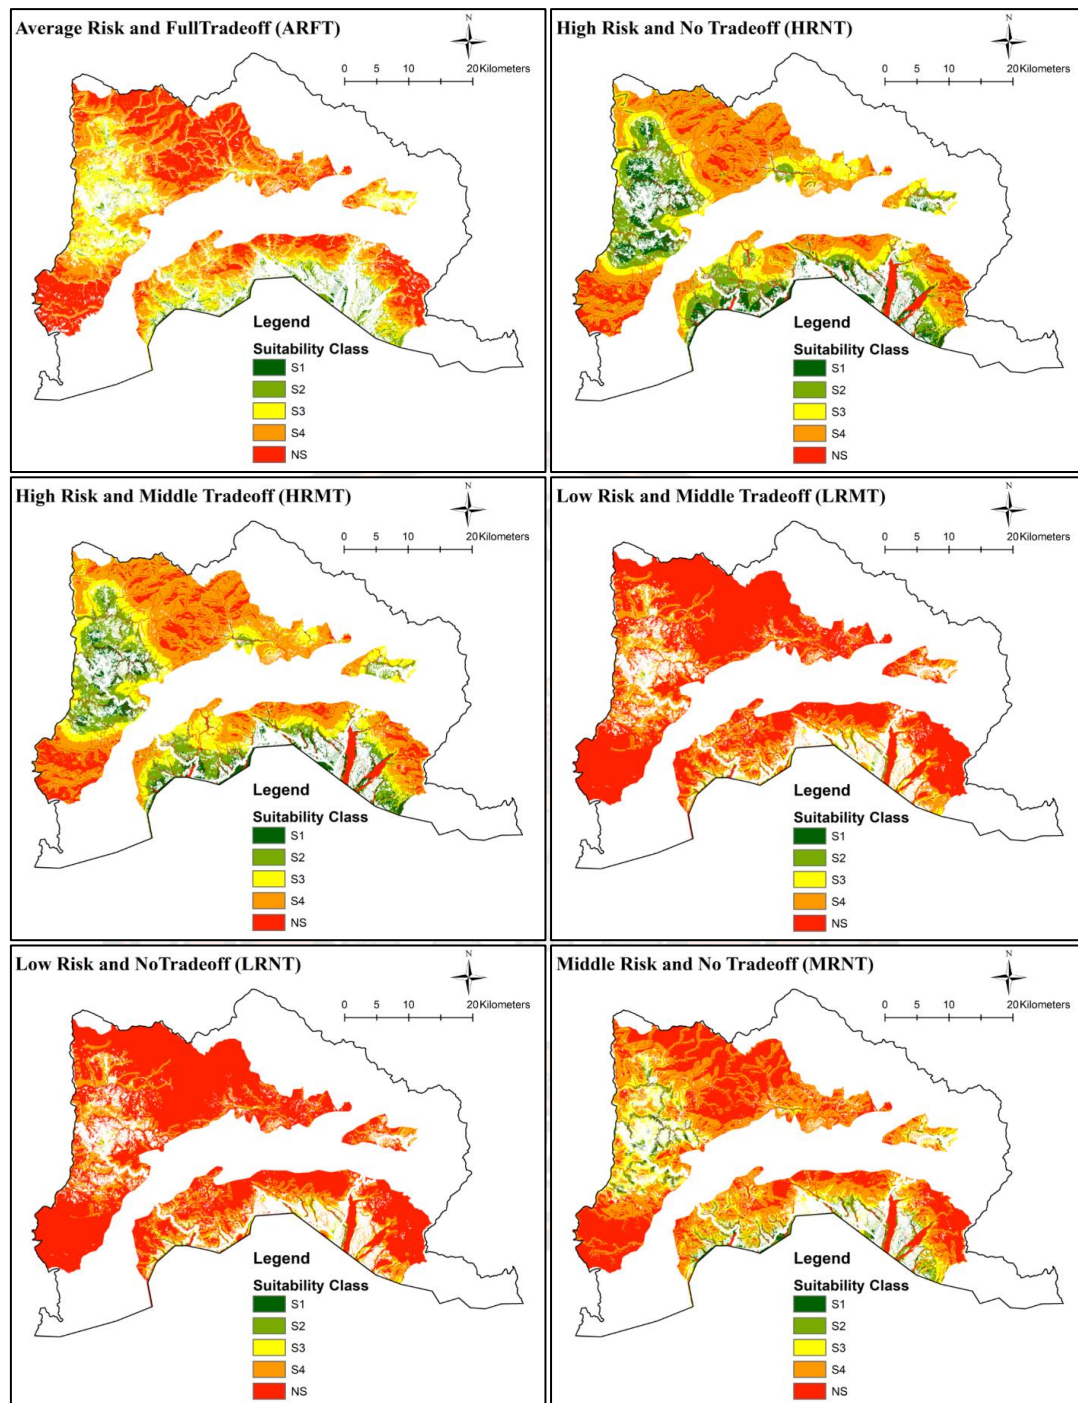 Average Risk and FullTradeoff (ARFT)
N
0 5 10 20 Kilometers
Legend
Suitability Class
S1
S2
S3
S4
NS
High Risk and No Tradeoff (HRNT)
N
0 5 10 20 Kilometers
Legend
Suitability Class
S1
S2
S3
S4
NS
High Risk and Middle Tradeoff (HRMT)
N
0 5 10 20 Kilometers
Legend
Suitability Class
S1
S2
S3
S4
NS
Low Risk and Middle Tradeoff (LRMT)
N
0 5 10 20 Kilometers
Legend
Suitability Class
S1
S2
S3
S4
NS
Low Risk and NoTradeoff (LRNT)
N
0 5 10 20 Kilometers
Legend
Suitability Class
S1
S2
S3
S4
NS
Middle Risk and No Tradeoff (MRNT)
N
0 5 10 20 Kilometers
Legend
Suitability Class
S1
S2
S3
S4
NS